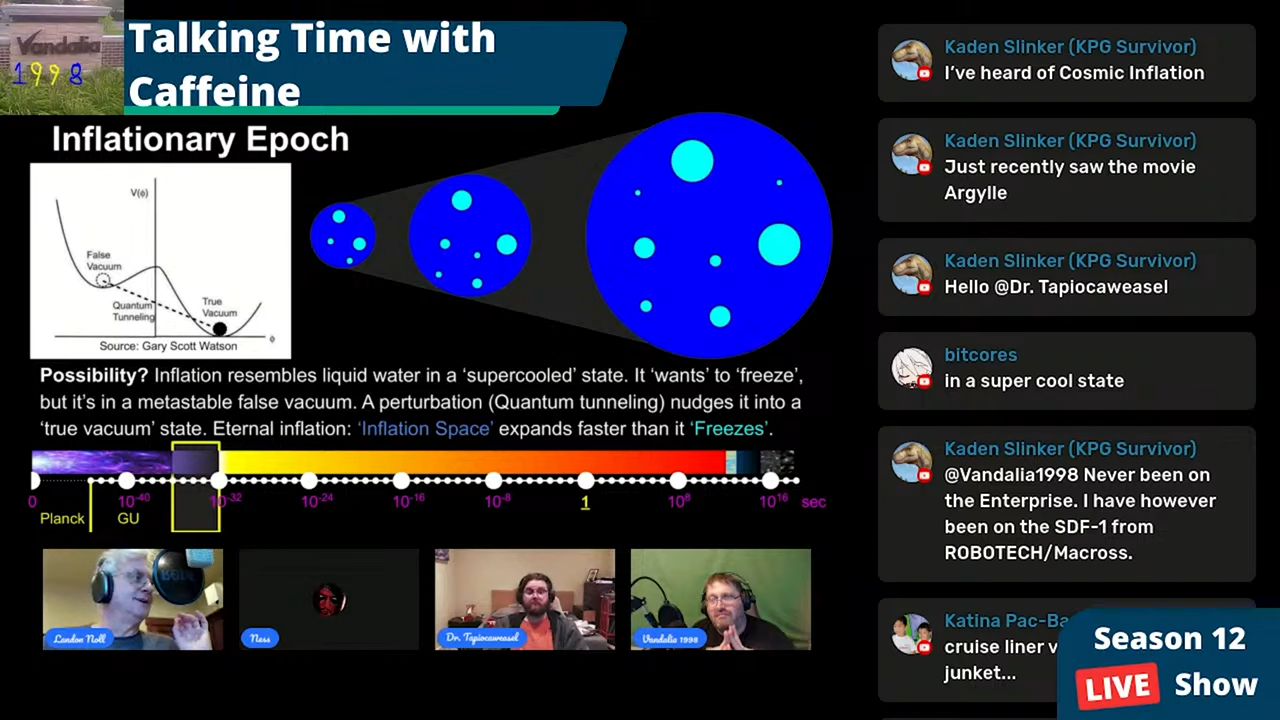 Vandalia
1998
Talking Time with
Caffeine
Inflationary Epoch
V(ϕ)
False
Vacuum
Quantum
Tunneling
True
Vacuum
ϕ
Source: Gary Scott Watson
Possibility? Inflation resembles liquid water in a ‘supercooled’ state. It ‘wants’ to ‘freeze’,
but it’s in a metastable false vacuum. A perturbation (Quantum tunneling) nudges it into a
‘true vacuum’ state. Eternal inflation: ‘Inflation Space’ expands faster than it ‘Freezes’.
0 10⁻⁴⁰ 10⁻³² 10⁻²⁴ 10⁻¹⁶ 10⁻⁸ 1 10⁸ 10¹⁶ sec
Planck GU
Landon Noll
Ness
Dr. Tapiocaweasel
Vandalia 1998
Kaden Slinker (KPG Survivor)
I’ve heard of Cosmic Inflation
Kaden Slinker (KPG Survivor)
Just recently saw the movie
Argylle
Kaden Slinker (KPG Survivor)
Hello @Dr. Tapiocaweasel
bitcores
in a super cool state
Kaden Slinker (KPG Survivor)
@Vandalia1998 Never been on
the Enterprise. I have however
been on the SDF-1 from
ROBOTECH/Macross.
Katina Pac-Ba
cruise liner v
junket...
Season 12
LIVE Show